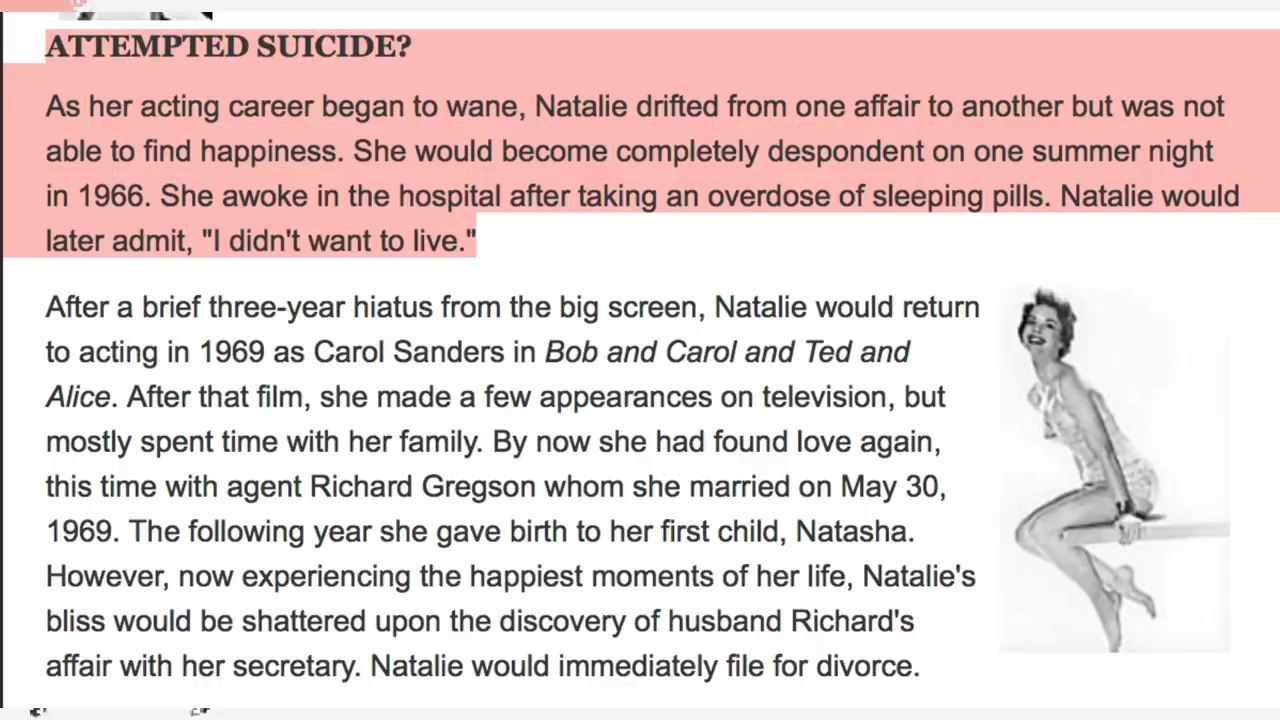 ATTEMPTED SUICIDE?
As her acting career began to wane, Natalie drifted from one affair to another but was not
able to find happiness. She would become completely despondent on one summer night
in 1966. She awoke in the hospital after taking an overdose of sleeping pills. Natalie would
later admit, "I didn't want to live."
After a brief three-year hiatus from the big screen, Natalie would return
to acting in 1969 as Carol Sanders in Bob and Carol and Ted and
Alice. After that film, she made a few appearances on television, but
mostly spent time with her family. By now she had found love again,
this time with agent Richard Gregson whom she married on May 30,
1969. The following year she gave birth to her first child, Natasha.
However, now experiencing the happiest moments of her life, Natalie's
bliss would be shattered upon the discovery of husband Richard's
affair with her secretary. Natalie would immediately file for divorce.